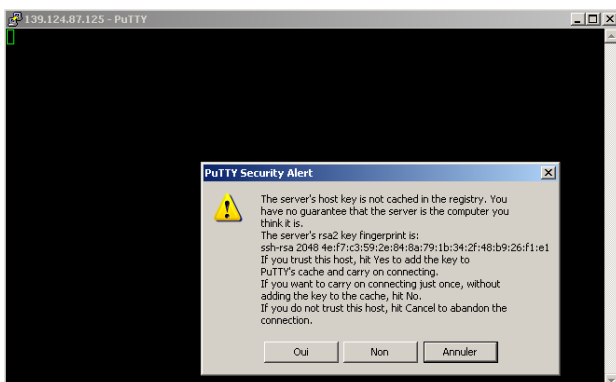 139.124.87.125 - PuTTY
PuTTY Security Alert
The server's host key is not cached in the registry. You
have no guarantee that the server is the computer you
think it is.
The server's rsa2 key fingerprint is:
ssh-rsa 2048 4e:f7:c3:59:2e:84:8a:79:1b:34:2f:48:b9:26:f1:e1
If you trust this host, hit Yes to add the key to
PuTTY's cache and carry on connecting.
If you want to carry on connecting just once, without
adding the key to the cache, hit No.
If you do not trust this host, hit Cancel to abandon the
connection.
Oui Non Annuler